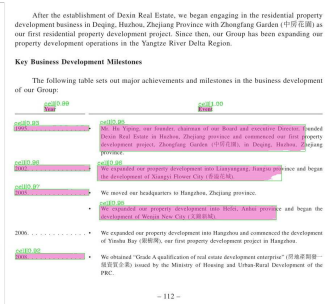 After the establishment of Dexin Real Estate, we began engaging in the residential property
development business in Deqing, Huzhou, Zhejiang Province with Zhongfang Garden (中房花園) as
our first residential property development project. Since then, our Group has been expanding our
property development operations in the Yangtze River Delta Region.
Key Business Development Milestones
The following table sets out major achievements and milestones in the business development
of our Group:
Year Event
1995 . . . . . . . . . . . . . • Mr. Hu Yiping, our founder, chairman of our Board and executive Director, founded
Dexin Real Estate in Huzhou, Zhejiang province and commenced our first property
development project, Zhongfang Garden (中房花園), in Deqing, Huzhou, Zhejiang
province.
2002 . . . . . . . . . . . . . • We expanded our property development into Lianyungang, Jiangsu province and began
the development of Xiangyi Flower City
2005 . . . . . . . . . . . . . • We moved our headquarters to Hangzhou, Zhejiang province.
• We expanded our property development into Hefei, Anhui province and began the
development of Wenjin New City
2006 . . . . . . . . . . . . . • We expanded our property development into Hangzhou and commenced the development
of Yinshu Bay (銀樹灣), our first property development project in Hangzhou.
2008 . . . . . . . . . . . . . • We obtained "Grade A qualification of real estate development enterprise" (房地產開發一
級資質企業) issued by the Ministry of Housing and Urban-Rural Development of the
PRC.
– 112 –